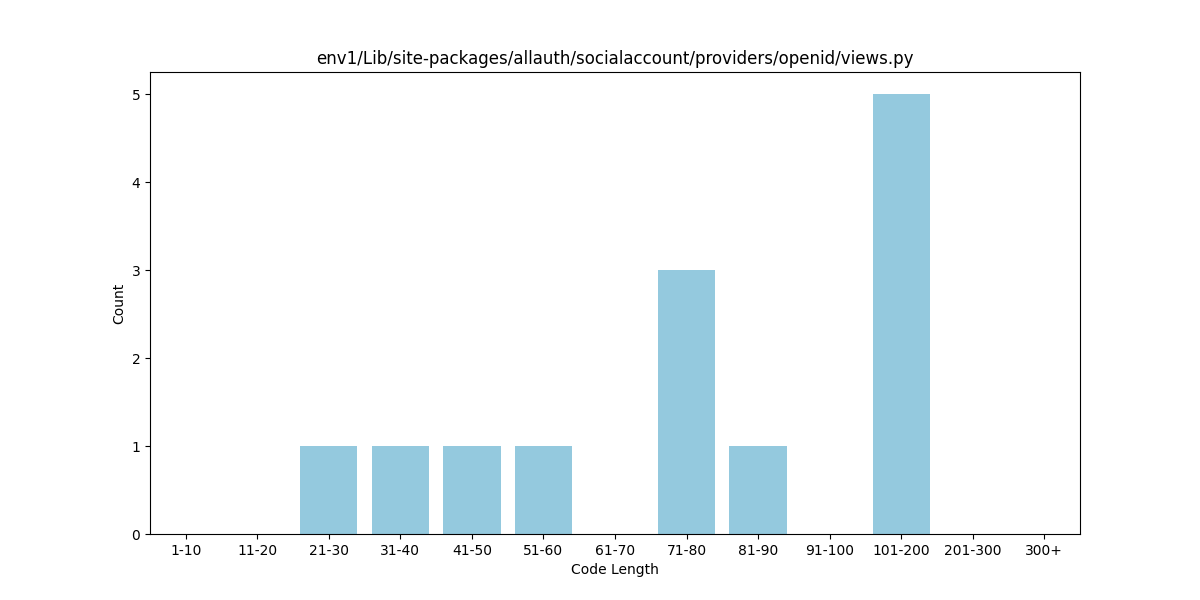 env1/Lib/site-packages/allauth/socialaccount/providers/openid/views.py
5
4
3
2
1
0
Count
1-10 11-20 21-30 31-40 41-50 51-60 61-70 71-80 81-90 91-100 101-200 201-300 300+
Code Length